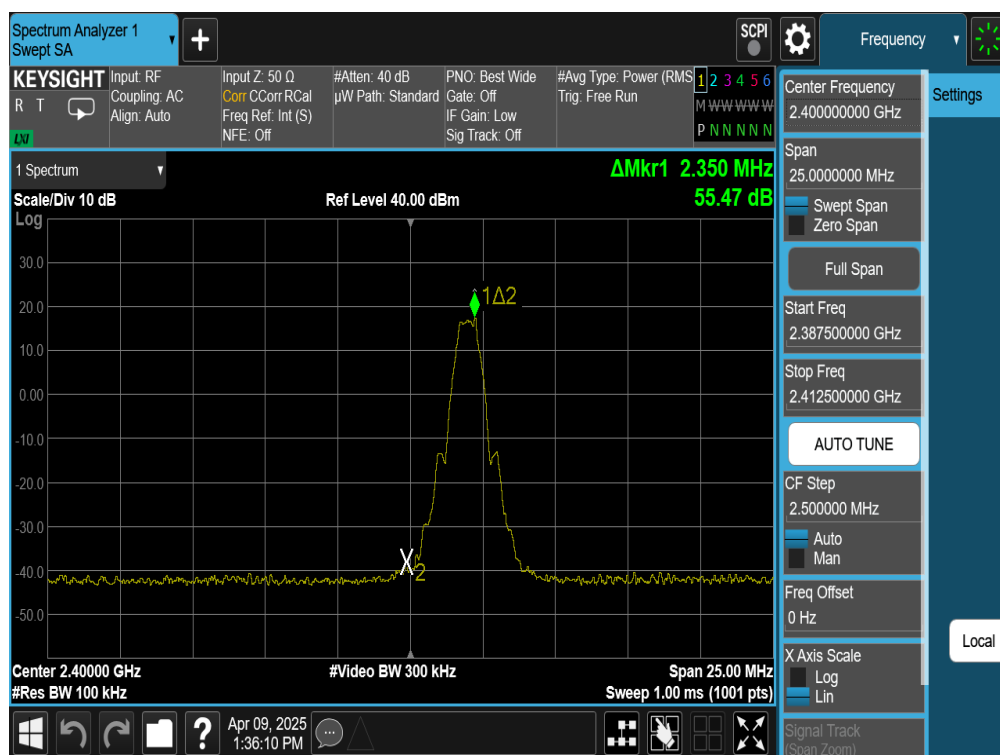 Spectrum Analyzer 1
Swept SA
+
SCPI
Frequency
KEYSIGHT
R T
LXI
Input: RF
Coupling: AC
Align: Auto
Input Z: 50 Ω
Corr CCorr RCal
Freq Ref: Int (S)
NFE: Off
#Atten: 40 dB
µW Path: Standard
PNO: Best Wide
Gate: Off
IF Gain: Low
Sig Track: Off
#Avg Type: Power (RMS
Trig: Free Run
1 2 3 4 5 6
M W W W W W
P N N N N N
1 Spectrum
ΔMkr1 2.350 MHz
55.47 dB
Scale/Div 10 dB
Ref Level 40.00 dBm
Log
30.0
20.0
10.0
0.00
-10.0
-20.0
-30.0
-40.0
-50.0
1Δ2
X2
Center 2.40000 GHz
#Video BW 300 kHz
Span 25.00 MHz
#Res BW 100 kHz
Sweep 1.00 ms (1001 pts)
?
Apr 09, 2025
1:36:10 PM
Center Frequency
2.400000000 GHz
Settings
Span
25.0000000 MHz
Swept Span
Zero Span
Full Span
Start Freq
2.387500000 GHz
Stop Freq
2.412500000 GHz
AUTO TUNE
CF Step
2.500000 MHz
Auto
Man
Freq Offset
0 Hz
Local
X Axis Scale
Log
Lin
Signal Track
(Span Zoom)